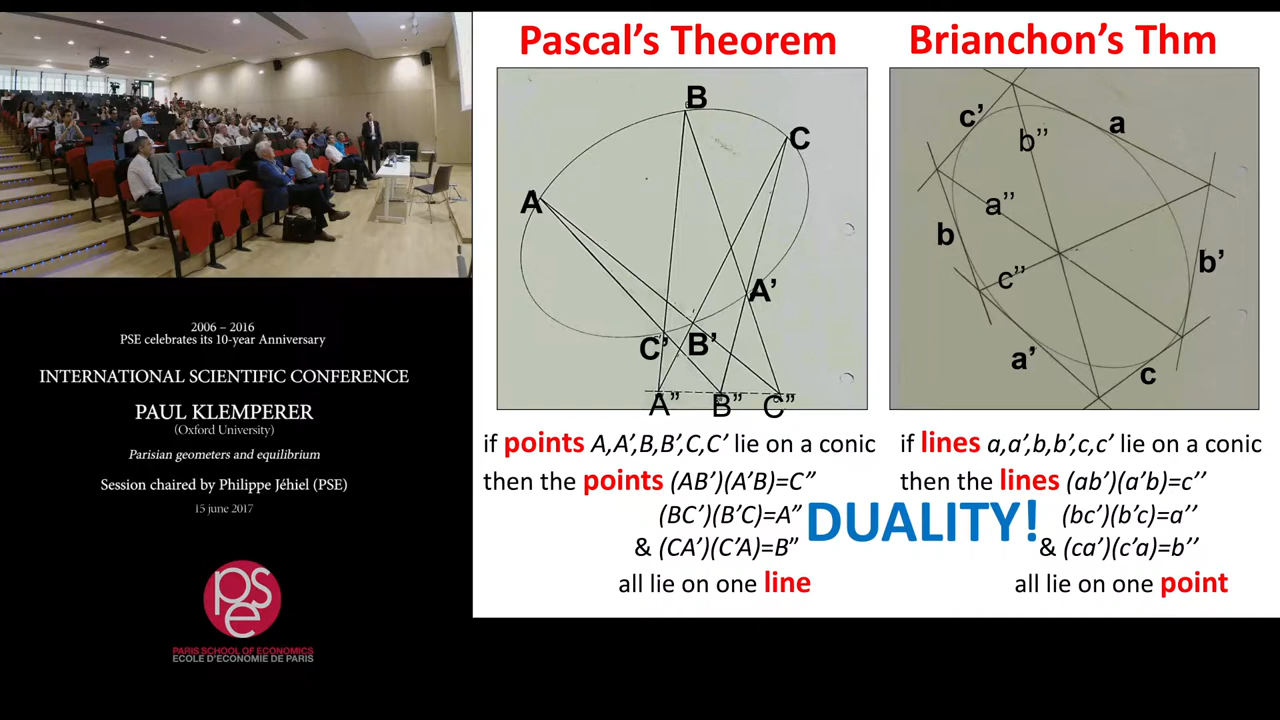 2006 – 2016
PSE celebrates its 10-year Anniversary
INTERNATIONAL SCIENTIFIC CONFERENCE
PAUL KLEMPERER
(Oxford University)
Parisian geometers and equilibrium
Session chaired by Philippe Jéhiel (PSE)
15 june 2017
pse
PARIS SCHOOL OF ECONOMICS
ECOLE D'ECONOMIE DE PARIS
Pascal's Theorem
B
C
A
A'
C' B'
A" B" C"
if points A,A',B,B',C,C' lie on a conic
then the points (AB')(A'B)=C"
(BC')(B'C)=A"
& (CA')(C'A)=B"
all lie on one line
DUALITY!
Brianchon's Thm
c' a
b''
a''
b b'
c''
a' c
if lines a,a',b,b',c,c' lie on a conic
then the lines (ab')(a'b)=c''
(bc')(b'c)=a''
& (ca')(c'a)=b''
all lie on one point